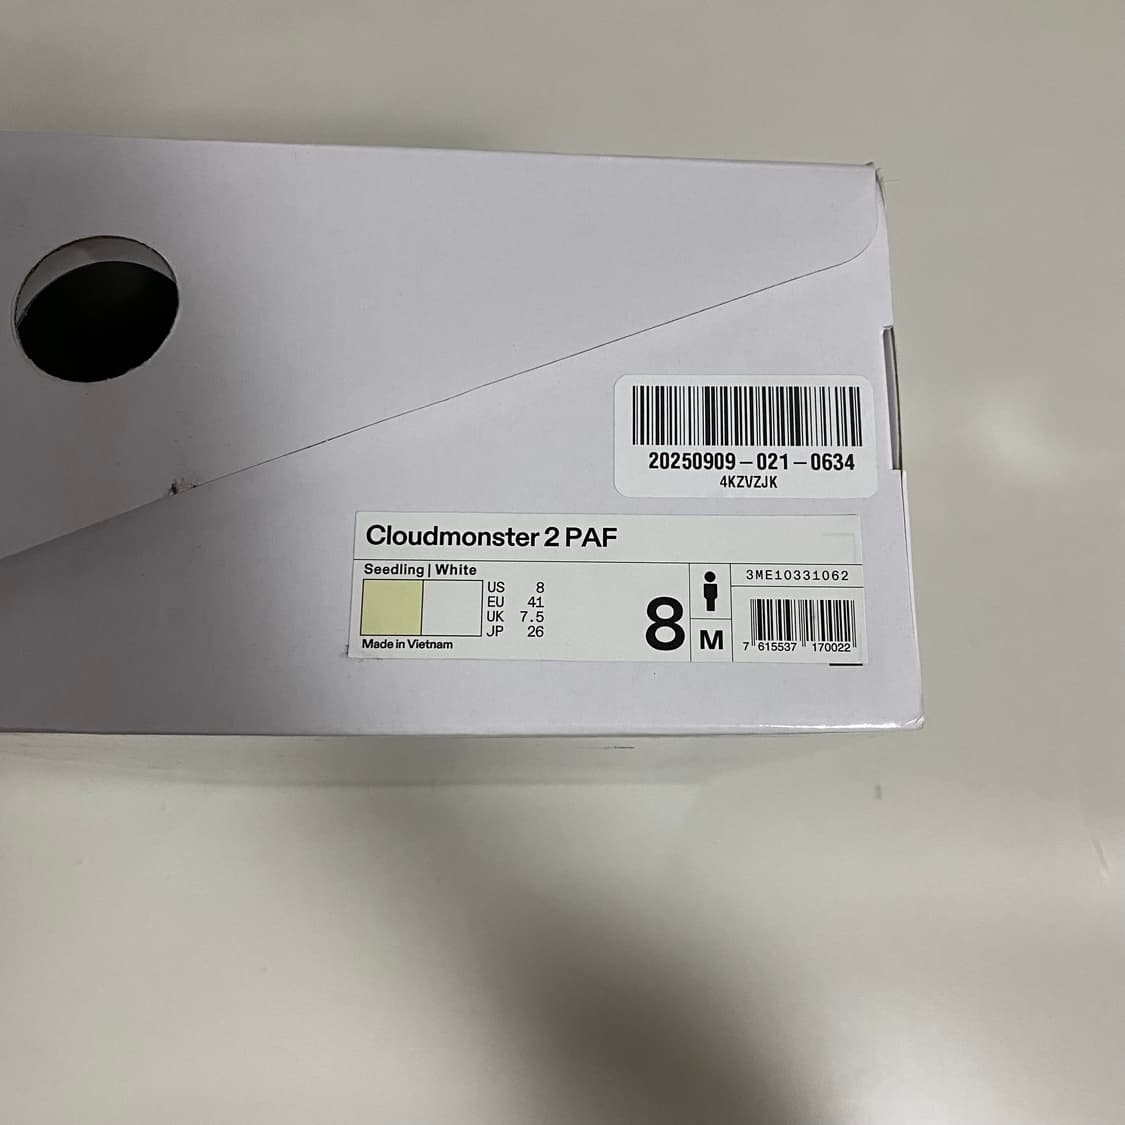 20250909-021-0634
4KZVZJK
Cloudmonster 2 PAF
Seedling | White
US 8
EU 41
UK 7.5
JP 26
Made in Vietnam
8
M
3ME10331062
7 615537 170022